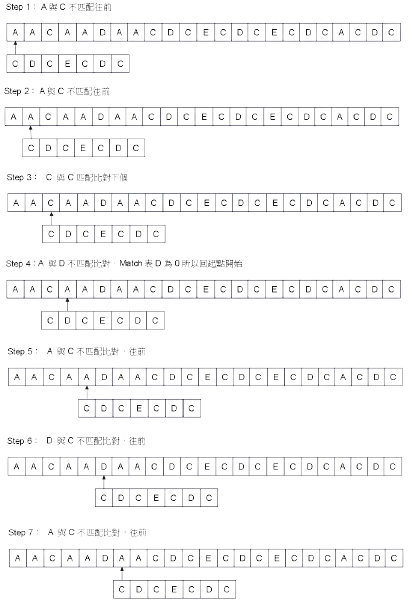 Step 1：A 與 C 不匹配往前
A A C A A D A A C D C E C D C E C D C A C D C
C D C E C D C
Step 2：A 與 C 不匹配往前
A A C A A D A A C D C E C D C E C D C A C D C
C D C E C D C
Step 3： C 與 C 不匹配比對下個
A A C A A D A A C D C E C D C E C D C A C D C
C D C E C D C
Step 4：A 與 D 不匹配比對，Match 表 D 為 0 所以回起點開始
A A C A A D A A C D C E C D C E C D C A C D C
C D C E C D C
Step 5： A 與 C 不匹配比對，往前
A A C A A D A A C D C E C D C E C D C A C D C
C D C E C D C
Step 6： D 與 C 不匹配比對，往前
A A C A A D A A C D C E C D C E C D C A C D C
C D C E C D C
Step 7： A 與 C 不匹配比對，往前
A A C A A D A A C D C E C D C E C D C A C D C
C D C E C D C